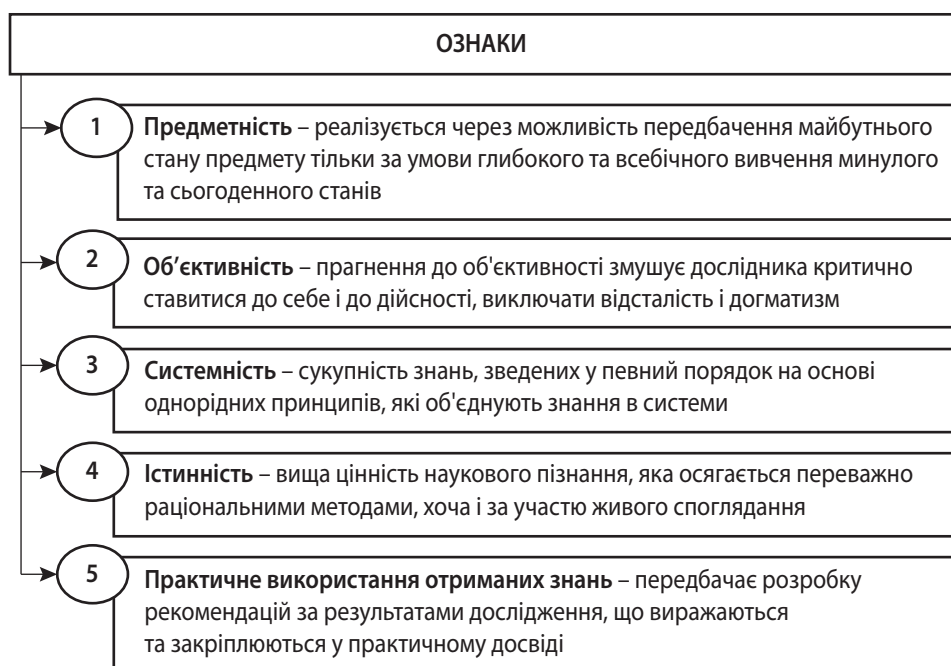 ОЗНАКИ
1
Предметність – реалізується через можливість передбачення майбутнього
стану предмету тільки за умови глибокого та всебічного вивчення минулого
та сьогоденного станів
2
Об’єктивність – прагнення до об'єктивності змушує дослідника критично
ставитися до себе і до дійсності, виключати відсталість і догматизм
3
Системність – сукупність знань, зведених у певний порядок на основі
однорідних принципів, які об'єднують знання в системи
4
Істинність – вища цінність наукового пізнання, яка осягається переважно
раціональними методами, хоча і за участю живого споглядання
5
Практичне використання отриманих знань – передбачає розробку
рекомендацій за результатами дослідження, що виражаються
та закріплюються у практичному досвіді